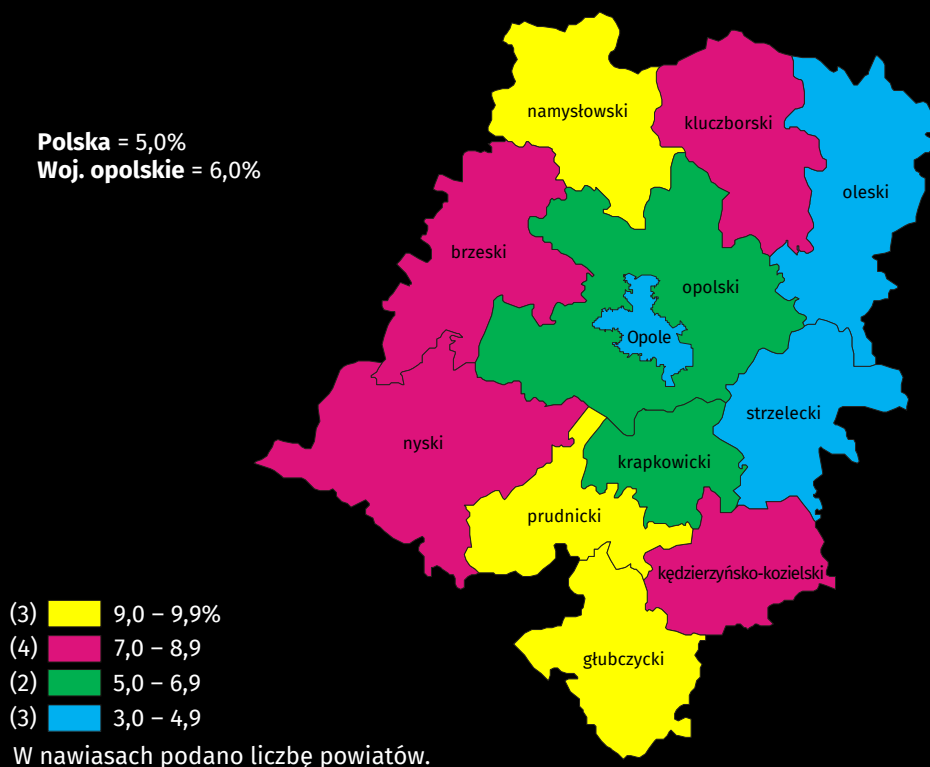 namysłowski
kluczborski
Polska = 5,0%
Woj. opolskie = 6,0%
oleski
brzeski
opolski
Opole
strzelecki
nyski
krapkowicki
prudnicki
kędzierzyńsko-kozielski
głubczycki
(3) 9,0 – 9,9%
(4) 7,0 – 8,9
(2) 5,0 – 6,9
(3) 3,0 – 4,9
W nawiasach podano liczbę powiatów.